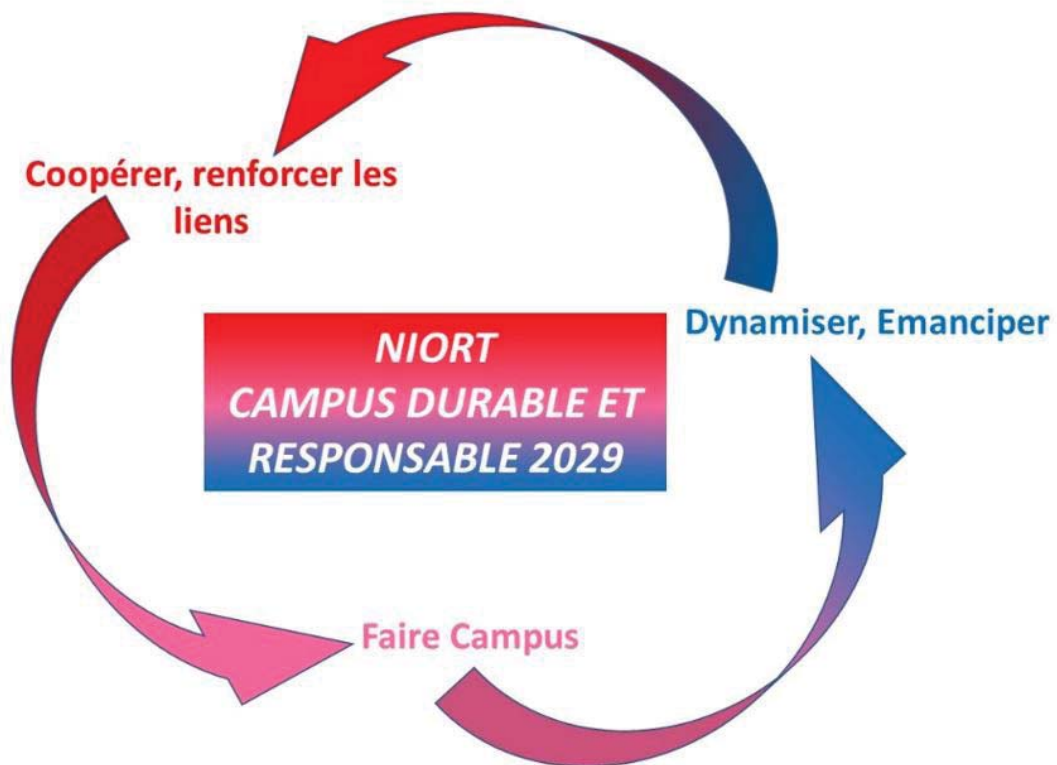 Coopérer, renforcer les
liens
Dynamiser, Emanciper
NIORT
CAMPUS DURABLE ET
RESPONSABLE 2029
Faire Campus